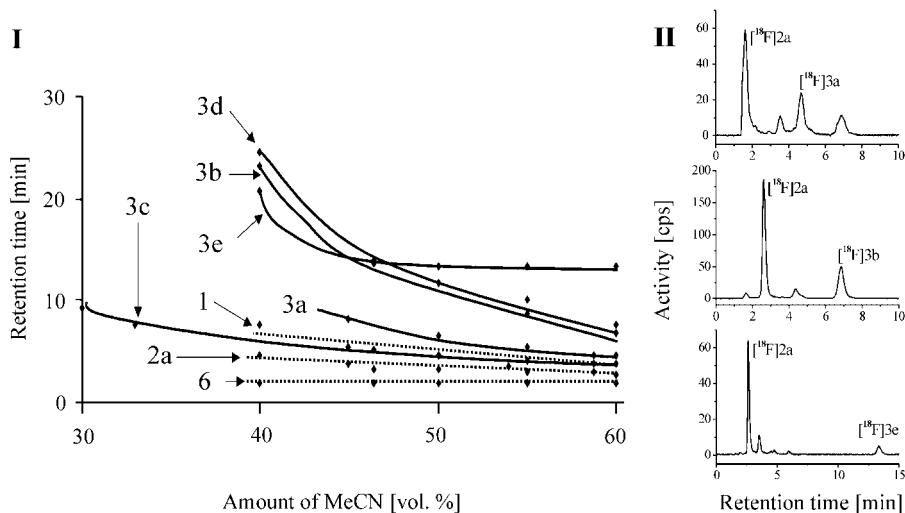 I
Retention time [min]
30
20
10
0
3d
3b
3e
3c
1
3a
2a
6
30
40
50
60
Amount of MeCN [vol. %]
II
Activity [cps]
60
40
20
0
[¹⁸F]2a
[¹⁸F]3a
0 2 4 6 8 10
200
150
100
50
0
[¹⁸F]2a
[¹⁸F]3b
0 2 4 6 8 10
60
40
20
0
[¹⁸F]2a
[¹⁸F]3e
0 5 10 15
Retention time [min]